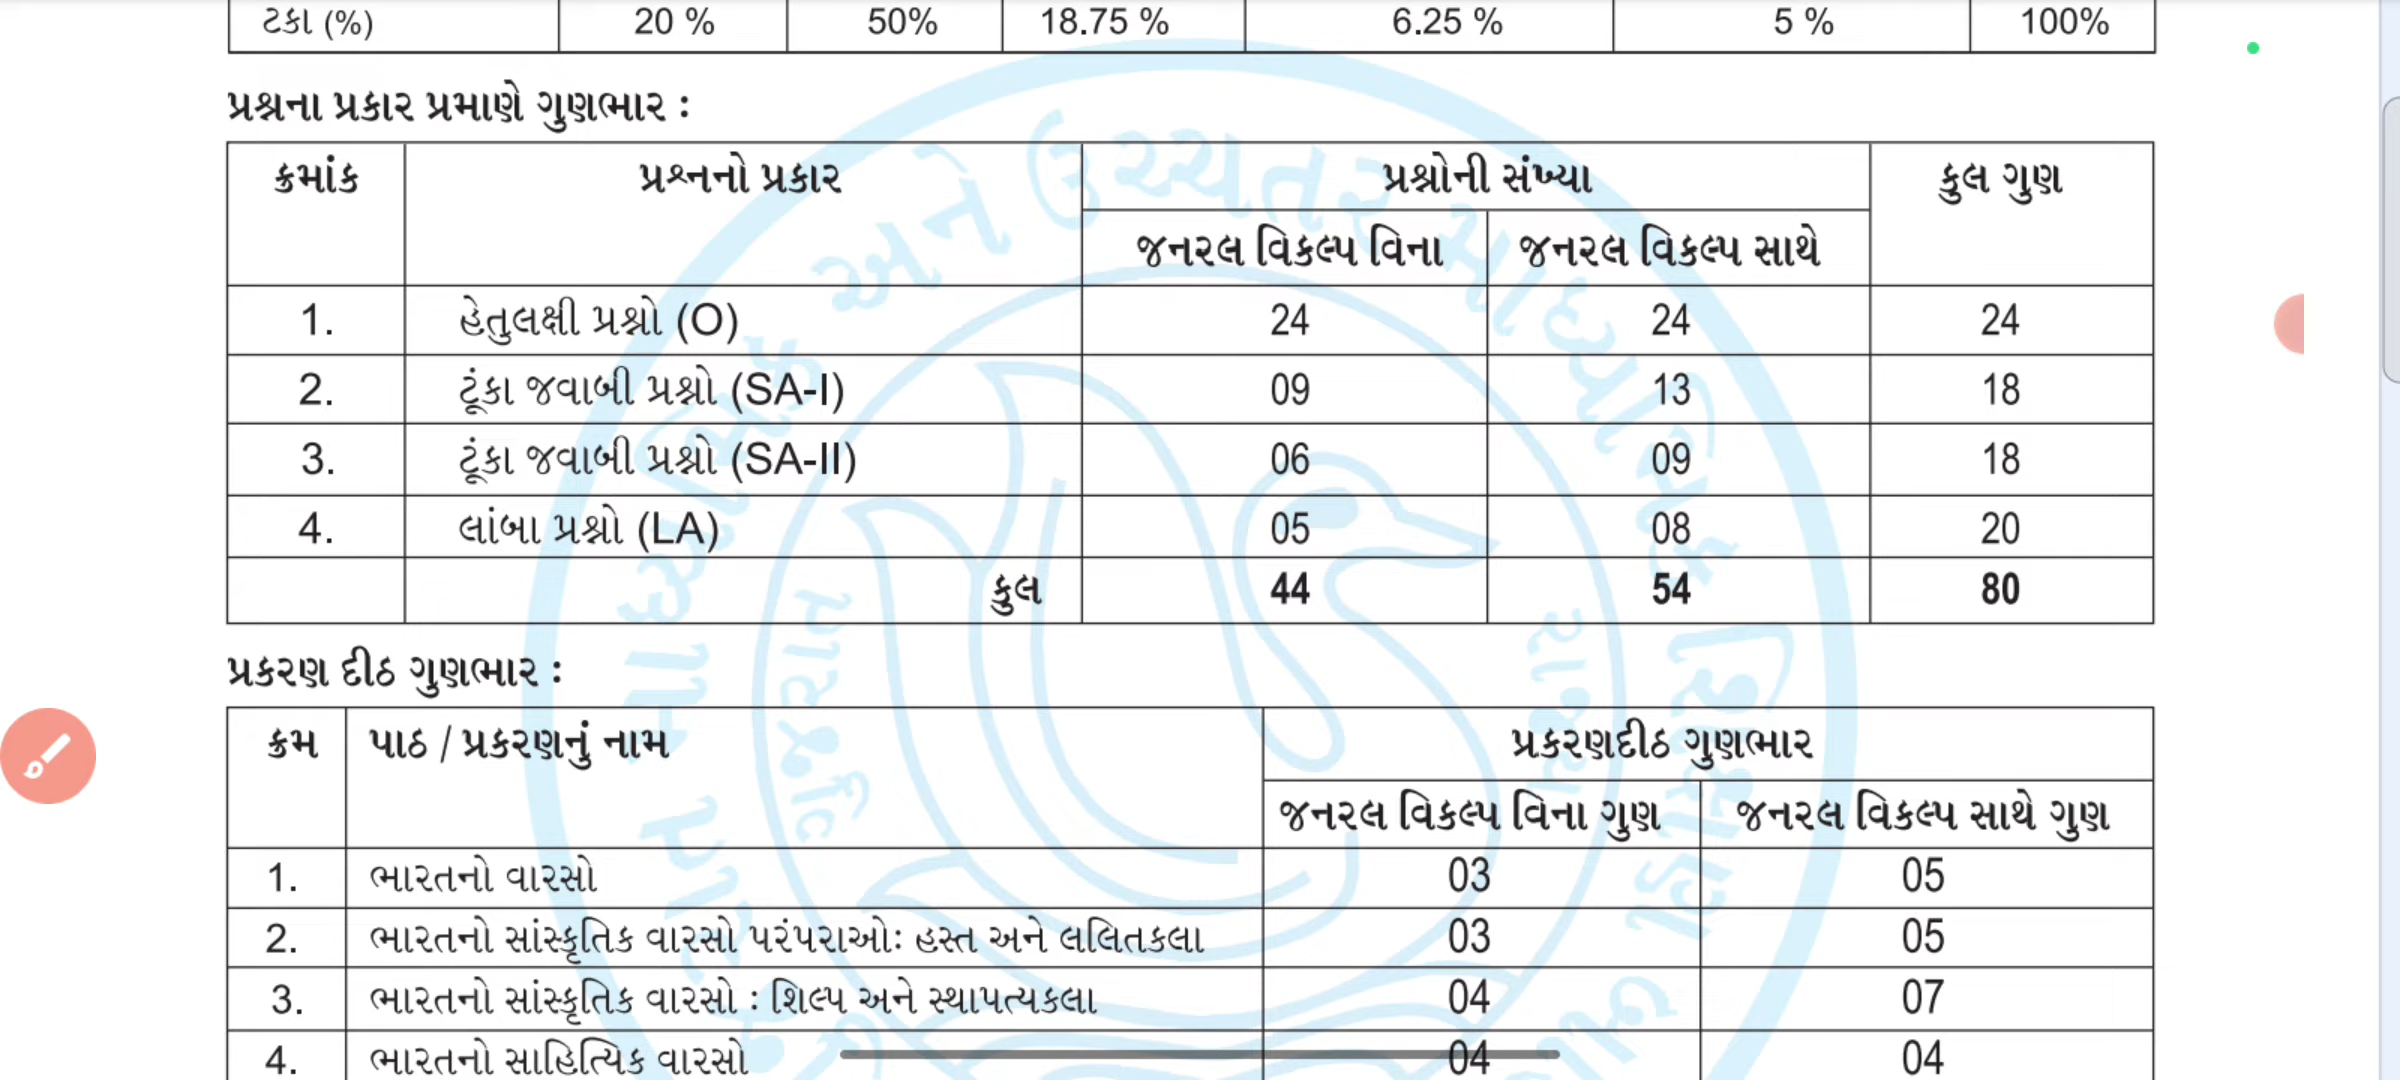 ટકા (%) 20 % 50% 18.75 % 6.25 % 5 % 100%
પ્રશ્નના પ્રકાર પ્રમાણે ગુણભાર :
ક્રમાંક પ્રશ્નનો પ્રકાર પ્રશ્નોની સંખ્યા કુલ ગુણ
જનરલ વિકલ્પ વિના જનરલ વિકલ્પ સાથે
1. હેતુલક્ષી પ્રશ્નો (O) 24 24 24
2. ટૂંકા જવાબી પ્રશ્નો (SA-I) 09 13 18
3. ટૂંકા જવાબી પ્રશ્નો (SA-II) 06 09 18
4. લાંબા પ્રશ્નો (LA) 05 08 20
કુલ 44 54 80
પ્રકરણ દીઠ ગુણભાર :
ક્રમ પાઠ / પ્રકરણનું નામ પ્રકરણદીઠ ગુણભાર
જનરલ વિકલ્પ વિના ગુણ જનરલ વિકલ્પ સાથે ગુણ
1. ભારતનો વારસો 03 05
2. ભારતનો સાંસ્કૃતિક વારસો પરંપરાઓઃ હસ્ત અને લલિતકલા 03 05
3. ભારતનો સાંસ્કૃતિક વારસો : શિલ્પ અને સ્થાપત્યકલા 04 07
4. ભારતનો સાહિત્યિક વારસો 04 04